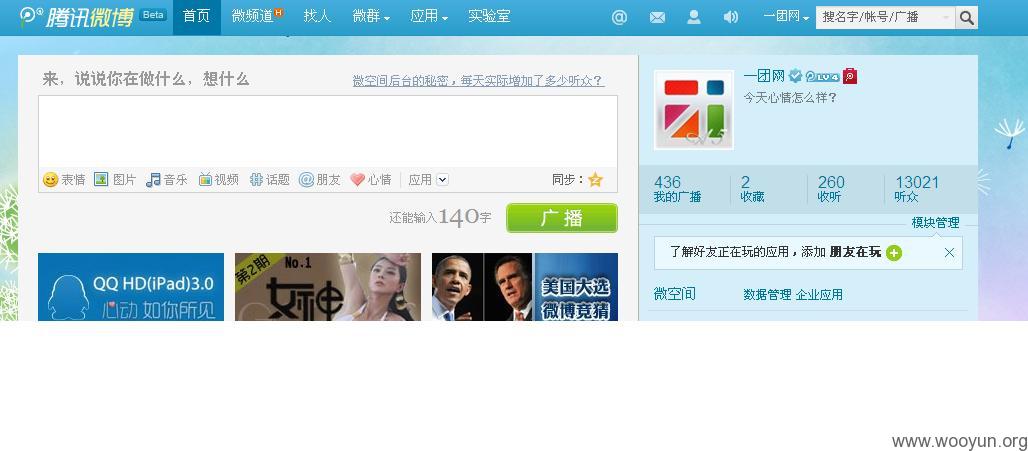 腾讯微博 Beta 首页 微频道 H 找人 微群 应用 实验室 一团网 搜名字/帐号/广播
来，说说你在做什么，想什么 微空间后台的秘密，每天实际增加了多少听众？
表情 图片 音乐 视频 话题 朋友 心情 应用 同步：
还能输入140字 广播
QQ HD(iPad)3.0
心动 如你所见
第2期 No.1
女神
美国大选
微博竞猜
一团网 LV4
今天心情怎么样？
436 2 260 13021
我的广播 收藏 收听 听众
模块管理
了解好友正在玩的应用，添加 朋友在玩
微空间 数据管理 企业应用
www.wooyun.org